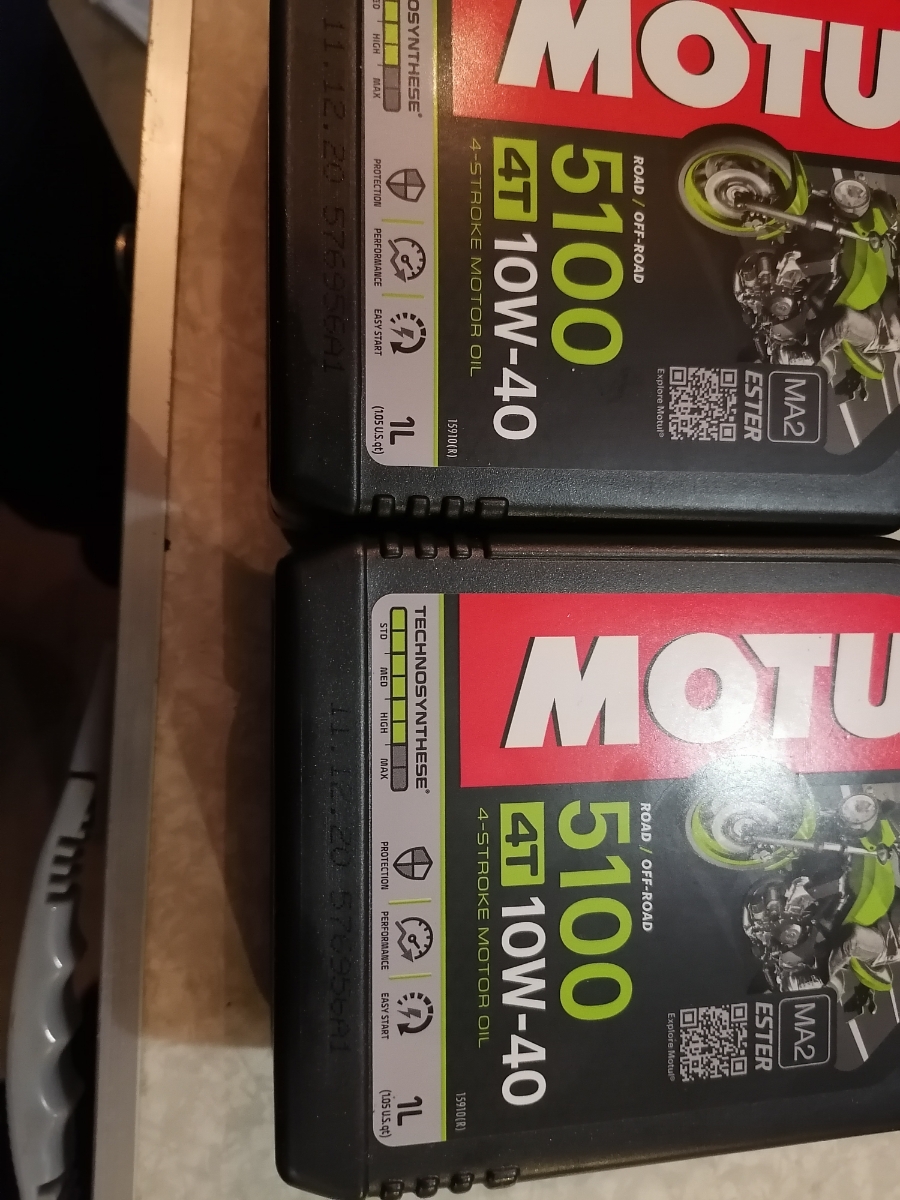 MOTU
ROAD / OFF-ROAD
5100
4T 10W-40
4-STROKE MOTOR OIL
MA2
ESTER
Explore Motul®
15910(R)
HIGH
MAX
PROTECTION
PERFORMANCE
EASY START
1L
(1.05 U.S. qt)
11.12.20 576956A1
MOTU
ROAD / OFF-ROAD
5100
4T 10W-40
4-STROKE MOTOR OIL
MA2
ESTER
Explore Motul®
15910(R)
TECHNOSYNTHESE®
STD
MED
HIGH
MAX
PROTECTION
PERFORMANCE
EASY START
1L
(1.05 U.S. qt)
11.12.20 576956A1